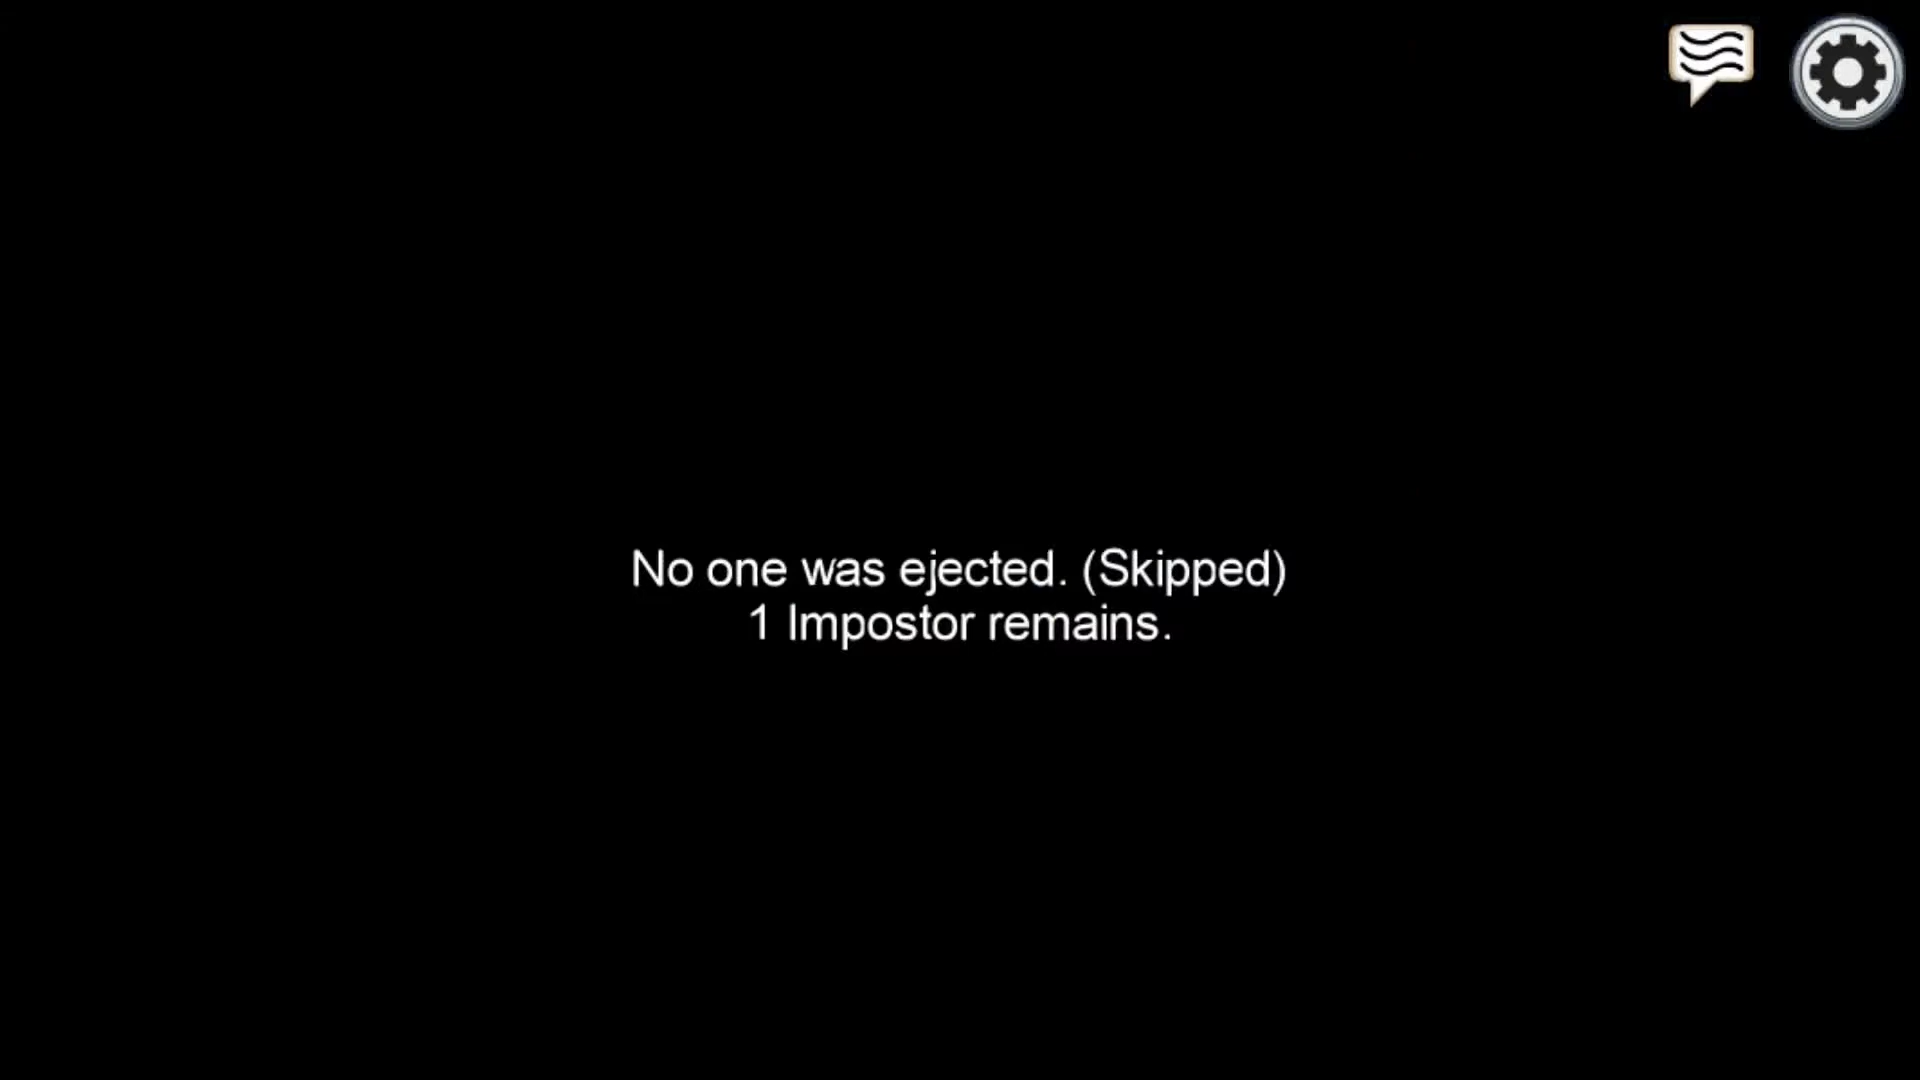 No one was ejected. (Skipped)
1 Impostor remains.